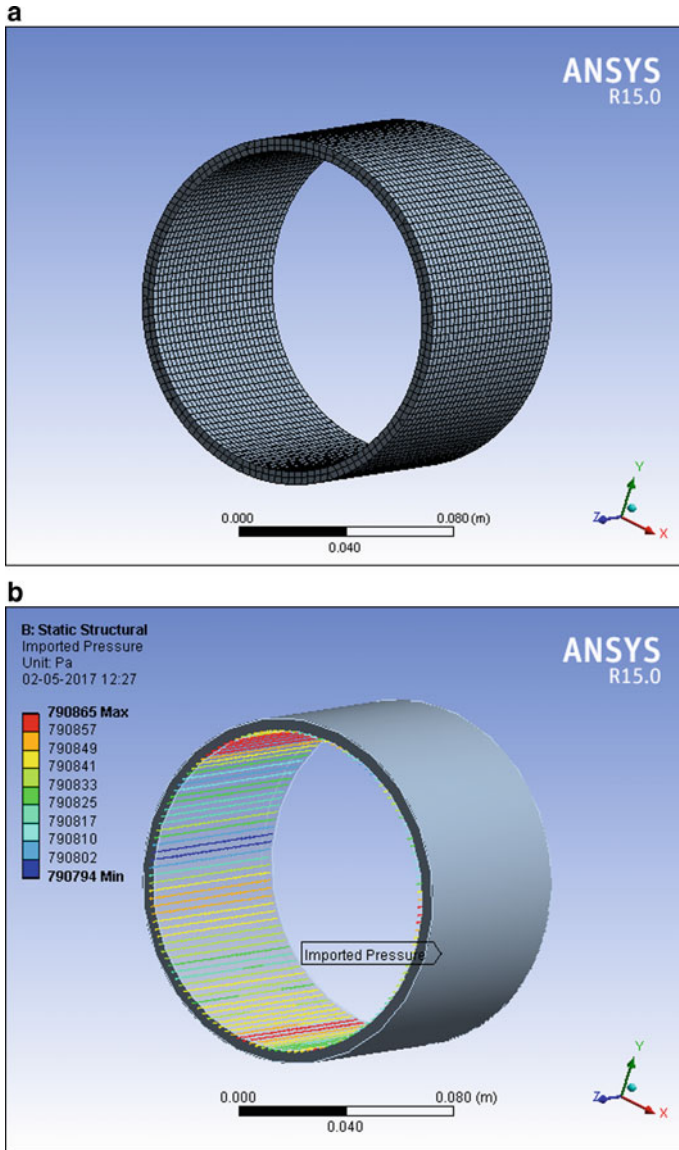 a
ANSYS
R15.0
0.000
0.080 (m)
0.040
Y
Z
X
b
B: Static Structural
Imported Pressure
Unit: Pa
02-05-2017 12:27
790865 Max
790857
790849
790841
790833
790825
790817
790810
790802
790794 Min
ANSYS
R15.0
Imported Pressure
0.000
0.080 (m)
0.040
Y
Z
X